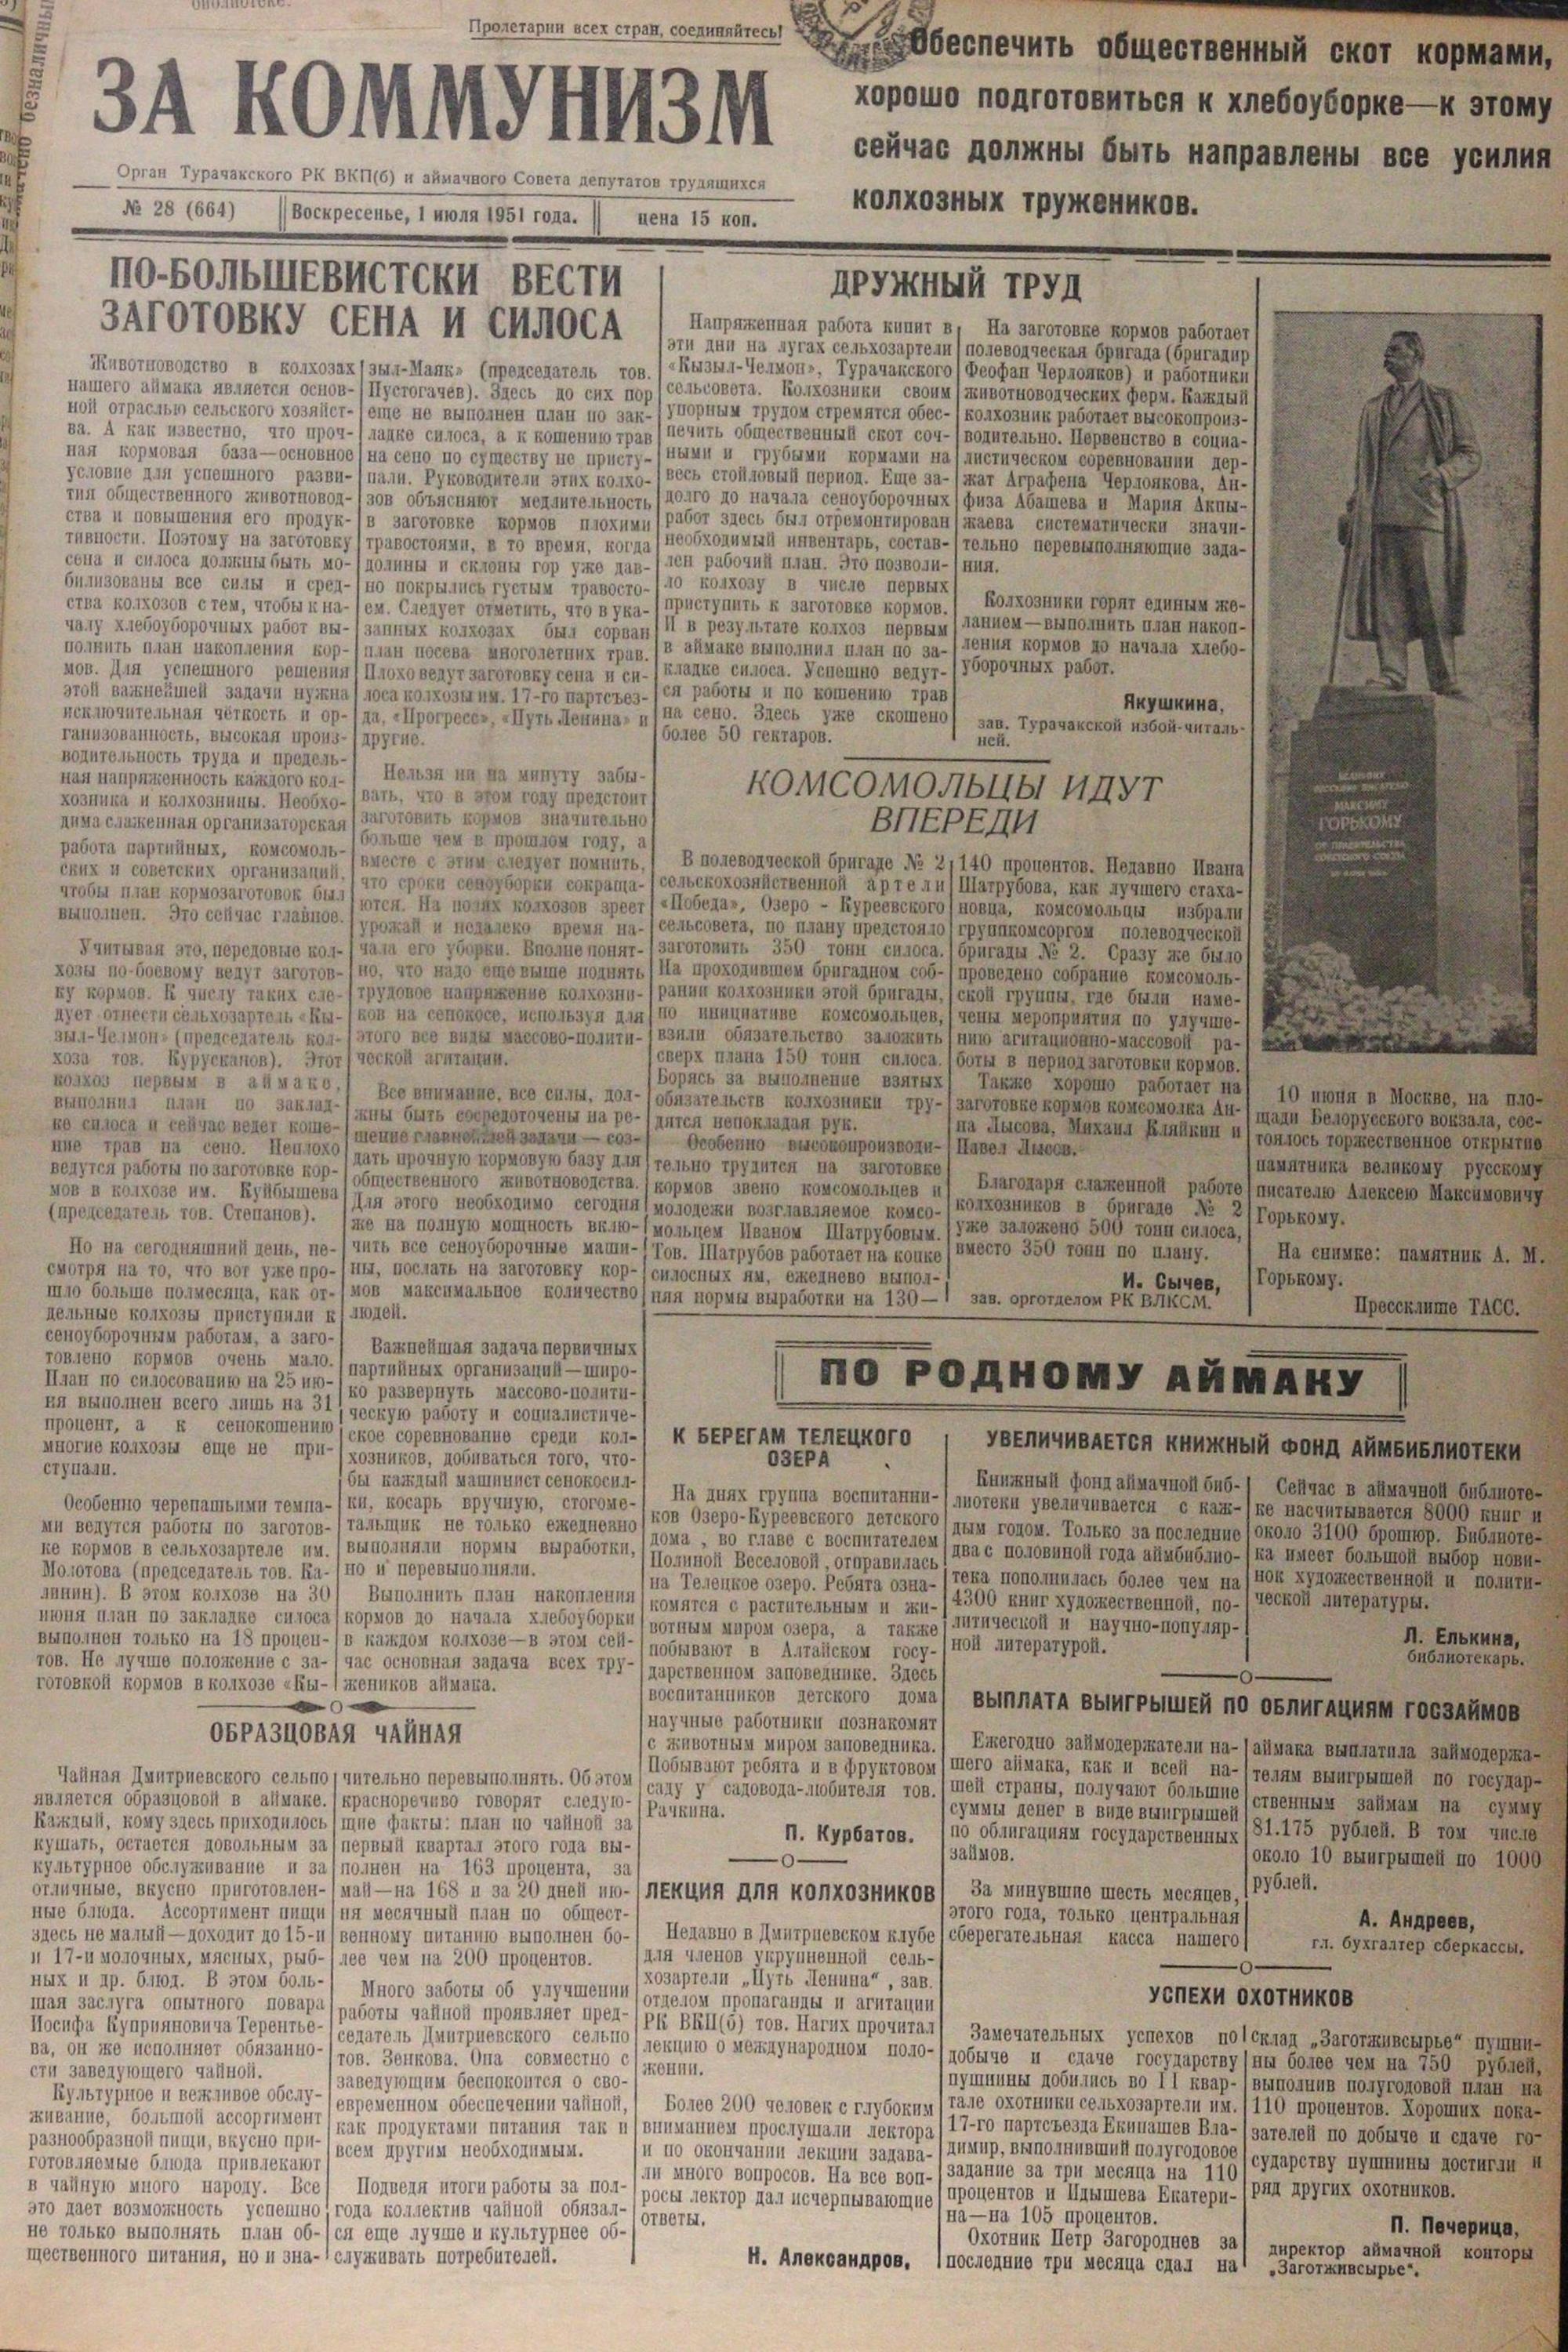 Пролетарии всех стран, соединяйтесь!
ЗА КОММУНИЗМ
Орган Турачакского РК ВКП(б) и аймачного Совета депутатов трудящихся
№ 28 (664)
Воскресенье, 1 июля 1951 года.
цена 15 коп.
Обеспечить общественный скот кормами,
хорошо подготовиться к хлебоуборке—к этому
сейчас должны быть направлены все усилия
колхозных тружеников.
ПО-БОЛЬШЕВИСТСКИ ВЕСТИ
ЗАГОТОВКУ СЕНА И СИЛОСА
Животноводство в колхозах
нашего аймака является основ-
ной отраслью сельского хозяйст-
ва. А как известно, что проч-
ная кормовая база—основное
условие для успешного разви-
тия общественного животновод-
ства и повышения его продук-
тивности. Поэтому на заготовку
сена и силоса должны быть мо-
билизованы все силы и сред-
ства колхозов с тем, чтобы к на-
чалу хлебоуборочных работ вы-
полнить план накопления кор-
мов. Для успешного решения
этой важнейшей задачи нужна
исключительная чёткость и ор-
ганизованность, высокая произ-
водительность труда и предель-
ная напряженность каждого кол-
хозника и колхозницы. Необхо-
дима слаженная организаторская
работа партийных, комсомоль-
ских и советских организаций,
чтобы план кормозаготовок был
выполнен. Это сейчас главное.
Учитывая это, передовые кол-
хозы по-боевому ведут заготов-
ку кормов. К числу таких сле-
дует отнести сельхозартель «Кы-
зыл-Челмон» (председатель кол-
хоза тов. Курусканов). Этот
колхоз первым в аймаке,
выполнил план по заклад-
ке силоса и сейчас ведет коше-
ние трав на сено. Неплохо
ведутся работы по заготовке кор-
мов в колхозе им. Куйбышева
(председатель тов. Степанов).
Но на сегодняшний день, не-
смотря на то, что вот уже про-
шло больше полмесяца, как от-
дельные колхозы приступили к
сеноуборочным работам, а заго-
товлено кормов очень мало.
План по силосованию на 25 ию-
ня выполнен всего лишь на 31
процент, а к сенокошению
многие колхозы еще не при-
ступали.
Особенно черепашьими темпа-
ми ведутся работы по заготов-
ке кормов в сельхозартеле им.
Молотова (председатель тов. Ка-
линин). В этом колхозе на 30
июня план по закладке силоса
выполнен только на 18 процен-
тов. Не лучше положение с за-
готовкой кормов в колхозе «Кы-
зыл-Маяк» (председатель тов.
Пустогачев). Здесь до сих пор
еще не выполнен план по зак-
ладке силоса, а к кошению трав
на сено по существу не присту-
пали. Руководители этих колхо-
зов объясняют медлительность
в заготовке кормов плохими
травостоями, в то время, когда
долины и склоны гор уже дав-
но покрылись густым травосто-
ем. Следует отметить, что в ука-
занных колхозах был сорван
план посева многолетних трав.
Плохо ведут заготовку сена и си-
лоса колхозы им. 17-го партсъез-
да, «Прогресс», «Путь Ленина» и
другие.
Нельзя ни на минуту забы-
вать, что в этом году предстоит
заготовить кормов значительно
больше чем в прошлом году, а
вместе с этим следует помнить,
что сроки сеноуборки сокраща-
ются. На полях колхозов зреет
урожай и недалеко время на-
чала его уборки. Вполне понят-
но, что надо еще выше поднять
трудовое напряжение колхозни-
ков на сенокосе, используя для
этого все виды массово-полити-
ческой агитации.
Все внимание, все силы, дол-
жны быть сосредоточены на ре-
шение главнейшей задачи — соз-
дать прочную кормовую базу для
общественного животноводства.
Для этого необходимо сегодня
же на полную мощность вклю-
чить все сеноуборочные маши-
ны, послать на заготовку кор-
мов максимальное количество
людей.
Важнейшая задача первичных
партийных организаций—широ-
ко развернуть массово-полити-
ческую работу и социалистиче-
ское соревнование среди кол-
хозников, добиваться того, что-
бы каждый машинист сенокосил-
ки, косарь вручную, стогоме-
тальщик не только ежедневно
выполняли нормы выработки,
но и перевыполняли.
Выполнить план накопления
кормов до начала хлебоуборки
в каждом колхозе—в этом сей-
час основная задача всех тру-
жеников аймака.
ДРУЖНЫЙ ТРУД
Напряженная работа кипит в
эти дни на лугах сельхозартели
«Кызыл-Челмон», Турачакского
сельсовета. Колхозники своим
упорным трудом стремятся обес-
печить общественный скот соч-
ными и грубыми кормами на
весь стойловый период. Еще за-
долго до начала сеноуборочных
работ здесь был отремонтирован
необходимый инвентарь, состав-
лен рабочий план. Это позволи-
ло колхозу в числе первых
приступить к заготовке кормов.
И в результате колхоз первым
в аймаке выполнил план по за-
кладке силоса. Успешно ведут-
ся работы и по кошению трав
на сено. Здесь уже скошено
более 50 гектаров.
На заготовке кормов работает
полеводческая бригада (бригадир
Феофан Черлояков) и работники
животноводческих ферм. Каждый
колхозник работает высокопроиз-
водительно. Первенство в социа-
листическом соревновании дер-
жат Аграфена Черлоякова, Ан-
физа Абашева и Мария Акпы-
жаева систематически значи-
тельно перевыполняющие зада-
ния.
Колхозники горят единым же-
ланием—выполнить план накоп-
ления кормов до начала хлебо-
уборочных работ.
Якушкина,
зав. Турачакской избой-читаль-
ней.
КОМСОМОЛЬЦЫ ИДУТ
ВПЕРЕДИ
В полеводческой бригаде № 2
сельскохозяйственной артели
«Победа», Озеро - Куреевского
сельсовета, по плану предстояло
заготовить 350 тонн силоса.
На проходившем бригадном соб-
рании колхозники этой бригады,
по инициативе комсомольцев,
взяли обязательство заложить
сверх плана 150 тонн силоса.
Борясь за выполнение взятых
обязательств колхозники тру-
дятся непокладая рук.
Особенно высокопроизводи-
тельно трудится на заготовке
кормов звено комсомольцев и
молодежи возглавляемое комсо-
мольцем Иваном Шатрубовым.
Тов. Шатрубов работает на копке
силосных ям, ежедневно выпол-
няя нормы выработки на 130—
140 процентов. Недавно Ивана
Шатрубова, как лучшего стаха-
новца, комсомольцы избрали
группкомсоргом полеводческой
бригады № 2. Сразу же было
проведено собрание комсомоль-
ской группы, где были наме-
чены мероприятия по улучше-
нию агитационно-массовой ра-
боты в период заготовки кормов.
Также хорошо работает на
заготовке кормов комсомолка Ан-
на Лысова, Михаил Кляйкин и
Павел Лысов.
Благодаря слаженной работе
колхозников в бригаде № 2
уже заложено 500 тонн силоса,
вместо 350 тонн по плану.
И. Сычев,
зав. орготделом РК ВЛКСМ.
МАКСИМУ
ГОРЬКОМУ
10 июня в Москве, на пло-
щади Белорусского вокзала, сос-
тоялось торжественное открытие
памятника великому русскому
писателю Алексею Максимовичу
Горькому.
На снимке: памятник А. М.
Горькому.
Прессклише ТАСС.
ПО РОДНОМУ АЙМАКУ
К БЕРЕГАМ ТЕЛЕЦКОГО
ОЗЕРА
На днях группа воспитанни-
ков Озеро-Куреевского детского
дома , во главе с воспитателем
Полиной Веселовой , отправилась
на Телецкое озеро. Ребята озна-
комятся с растительным и жи-
вотным миром озера, а также
побывают в Алтайском госу-
дарственном заповеднике. Здесь
воспитанников детского дома
научные работники познакомят
с животным миром заповедника.
Побывают ребята и в фруктовом
саду у садовода-любителя тов.
Рачкина.
П. Курбатов.
ЛЕКЦИЯ ДЛЯ КОЛХОЗНИКОВ
Недавно в Дмитриевском клубе
для членов укрупненной сель-
хозартели „Путь Ленина“ , зав.
отделом пропаганды и агитации
РК ВКП(б) тов. Нагих прочитал
лекцию о международном поло-
жении.
Более 200 человек с глубоким
вниманием прослушали лектора
и по окончании лекции задава-
ли много вопросов. На все воп-
росы лектор дал исчерпывающие
ответы.
Н. Александров.
УВЕЛИЧИВАЕТСЯ КНИЖНЫЙ ФОНД АЙМБИБЛИОТЕКИ
Книжный фонд аймачной биб-
лиотеки увеличивается с каж-
дым годом. Только за последние
два с половиной года аймбиблио-
тека пополнилась более чем на
4300 книг художественной, по-
литической и научно-популяр-
ной литературой.
Сейчас в аймачной библиоте-
ке насчитывается 8000 книг и
около 3100 брошюр. Библиоте-
ка имеет большой выбор нови-
нок художественной и полити-
ческой литературы.
Л. Елькина,
библиотекарь.
ВЫПЛАТА ВЫИГРЫШЕЙ ПО ОБЛИГАЦИЯМ ГОСЗАЙМОВ
Ежегодно займодержатели на-
шего аймака, как и всей на-
шей страны, получают большие
суммы денег в виде выигрышей
по облигациям государственных
займов.
За минувшие шесть месяцев,
этого года, только центральная
сберегательная касса нашего
аймака выплатила займодержа-
телям выигрышей по государ-
ственным займам на сумму
81.175 рублей. В том числе
около 10 выигрышей по 1000
рублей.
А. Андреев,
гл. бухгалтер сберкассы.
УСПЕХИ ОХОТНИКОВ
Замечательных успехов по
добыче и сдаче государству
пушнины добились во II квар-
тале охотники сельхозартели им.
17-го партсъезда Екипашев Вла-
димир, выполнивший полугодовое
задание за три месяца на 110
процентов и Идышева Екатери-
на—на 105 процентов.
Охотник Петр Загороднев за
последние три месяца сдал на
склад „Заготживсырье“ пушни-
ны более чем на 750 рублей,
выполнив полугодовой план на
110 процентов. Хороших пока-
зателей по добыче и сдаче го-
сударству пушнины достигли и
ряд других охотников.
П. Печерица,
директор аймачной конторы
„Заготживсырье“.
ОБРАЗЦОВАЯ ЧАЙНАЯ
Чайная Дмитриевского сельпо
является образцовой в аймаке.
Каждый, кому здесь приходилось
кушать, остается довольным за
культурное обслуживание и за
отличные, вкусно приготовлен-
ные блюда. Ассортимент пищи
здесь не малый—доходит до 15-и
и 17-и молочных, мясных, рыб-
ных и др. блюд. В этом боль-
шая заслуга опытного повара
Иосифа Куприяновича Терентье-
ва, он же исполняет обязанно-
сти заведующего чайной.
Культурное и вежливое обслу-
живание, большой ассортимент
разнообразной пищи, вкусно при-
готовляемые блюда привлекают
в чайную много народу. Все
это дает возможность успешно
не только выполнять план об-
щественного питания, но и зна-
чительно перевыполнять. Об этом
красноречиво говорят следую-
щие факты: план по чайной за
первый квартал этого года вы-
полнен на 163 процента, за
май—на 168 и за 20 дней ию-
ня месячный план по общест-
венному питанию выполнен бо-
лее чем на 200 процентов.
Много заботы об улучшении
работы чайной проявляет пред-
седатель Дмитриевского сельпо
тов. Зенкова. Она совместно с
заведующим беспокоится о сво-
евременном обеспечении чайной,
как продуктами питания так и
всем другим необходимым.
Подведя итоги работы за пол-
года коллектив чайной обязал-
ся еще лучше и культурнее об-
служивать потребителей.